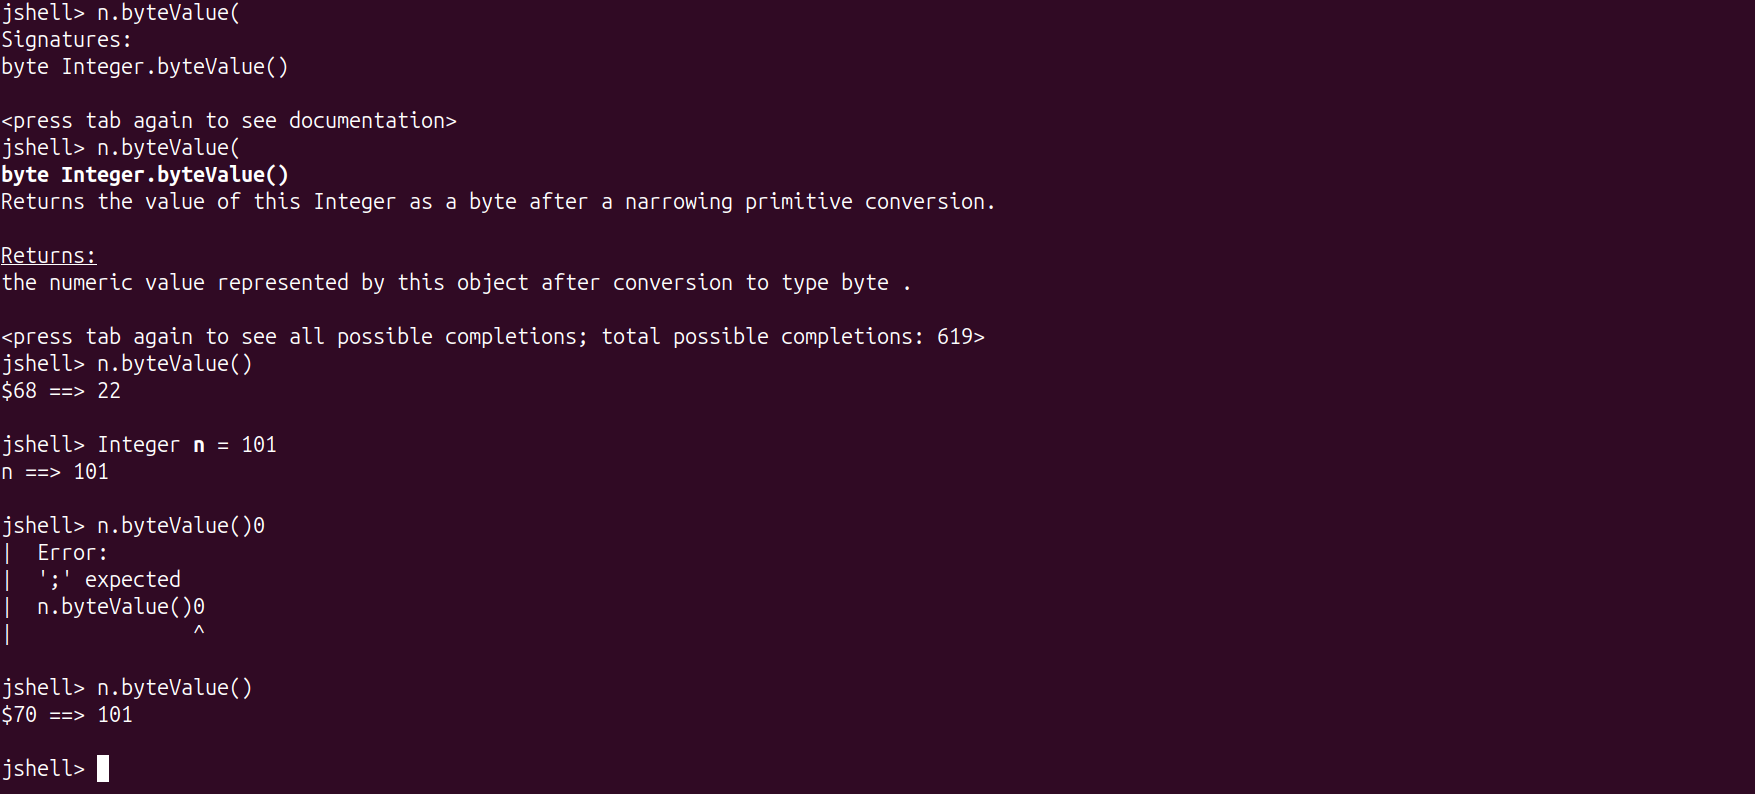 jshell> n.byteValue(
Signatures:
byte Integer.byteValue()
<press tab again to see documentation>
jshell> n.byteValue(
byte Integer.byteValue()
Returns the value of this Integer as a byte after a narrowing primitive conversion.
Returns:
the numeric value represented by this object after conversion to type byte .
<press tab again to see all possible completions; total possible completions: 619>
jshell> n.byteValue()
$68 ==> 22
jshell> Integer n = 101
n ==> 101
jshell> n.byteValue()0
|  Error:
|  ';' expected
|  n.byteValue()0
|               ^
jshell> n.byteValue()
$70 ==> 101
jshell>